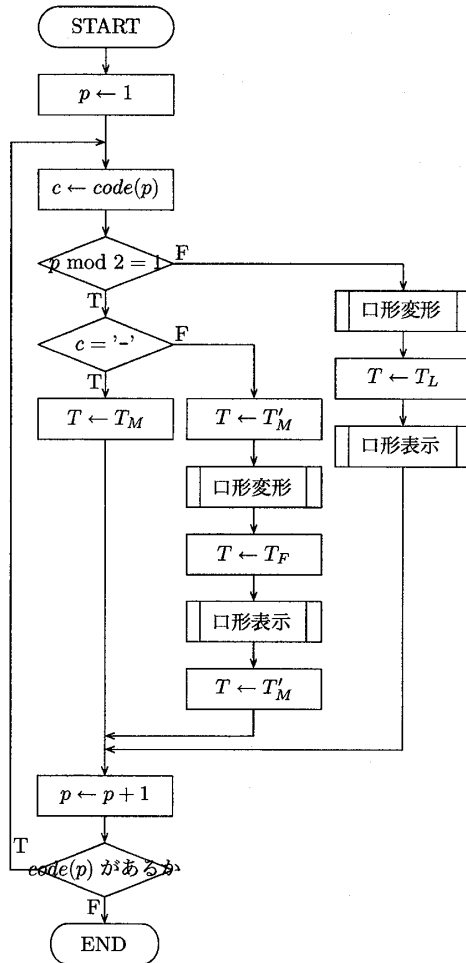 START
p ← 1
c ← code(p)
p mod 2 = 1
F
T
口形変形
c = '-'
F
T
T ← T_L
T ← T_M
T ← T'_M
口形表示
口形変形
T ← T_F
口形表示
T ← T'_M
p ← p + 1
T
code(p) があるか
F
END